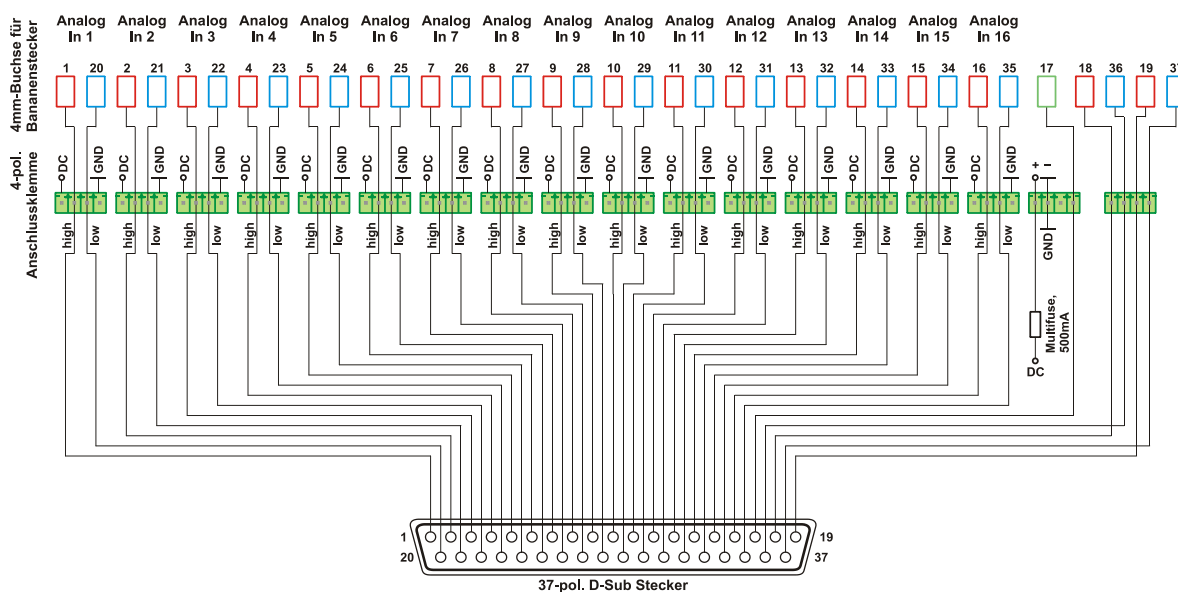 4mm-Buchse für
Bananenstecker
Analog In 1
Analog In 2
Analog In 3
Analog In 4
Analog In 5
Analog In 6
Analog In 7
Analog In 8
Analog In 9
Analog In 10
Analog In 11
Analog In 12
Analog In 13
Analog In 14
Analog In 15
Analog In 16
1 20 2 21 3 22 4 23 5 24 6 25 7 26 8 27 9 28 10 29 11 30 12 31 13 32 14 33 15 34 16 35 17 18 36 19 37
4-pol.
Anschlussklemme
DC GND DC GND DC GND DC GND DC GND DC GND DC GND DC GND DC GND DC GND DC GND DC GND DC GND DC GND DC GND DC GND + −
high low high low high low high low high low high low high low high low high low high low high low high low high low high low high low high low GND
Multifuse,
500mA
DC
1 19
20 37
37-pol. D-Sub Stecker